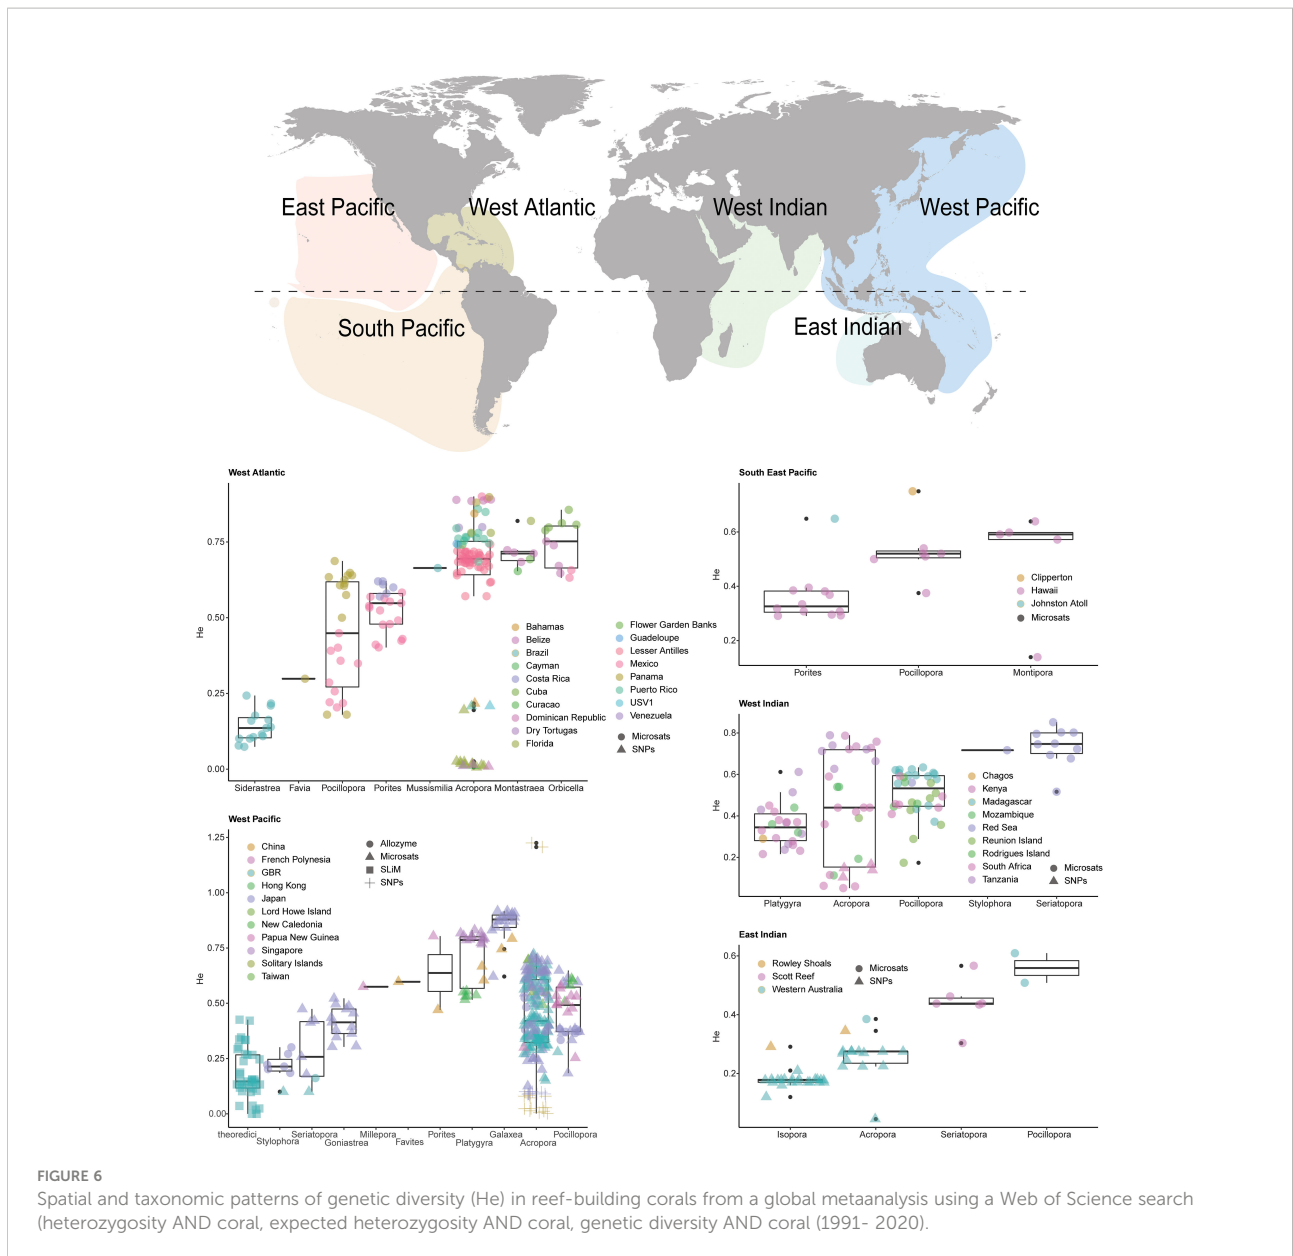 East Pacific
West Atlantic
West Indian
West Pacific
South Pacific
East Indian
West Atlantic
He
0.75
0.50
0.25
0.00
Siderastrea
Favia
Pocillopora
Porites
Mussismilia
Acropora
Montastraea
Orbicella
Bahamas
Belize
Brazil
Cayman
Costa Rica
Cuba
Curacao
Dominican Republic
Dry Tortugas
Florida
Flower Garden Banks
Guadeloupe
Lesser Antilles
Mexico
Panama
Puerto Rico
USV1
Venezuela
Microsats
SNPs
South East Pacific
He
0.6
0.4
0.2
Porites
Pocillopora
Montipora
Clipperton
Hawaii
Johnston Atoll
Microsats
West Indian
He
0.8
0.6
0.4
0.2
Platygyra
Acropora
Pocillopora
Stylophora
Seriatopora
Chagos
Kenya
Madagascar
Mozambique
Red Sea
Reunion Island
Rodrigues Island
South Africa
Tanzania
Microsats
SNPs
West Pacific
He
1.25
1.00
0.75
0.50
0.25
0.00
China
French Polynesia
GBR
Hong Kong
Japan
Lord Howe Island
New Caledonia
Papua New Guinea
Singapore
Solitary Islands
Taiwan
Allozyme
Microsats
SLiM
SNPs
theoredici
Stylophora
Seriatopora
Goniastrea
Millepora
Favites
Porites
Platygyra
Galaxea
Acropora
Pocillopora
East Indian
He
0.6
0.4
0.2
Rowley Shoals
Scott Reef
Western Australia
Microsats
SNPs
Isopora
Acropora
Seriatopora
Pocillopora
FIGURE 6
Spatial and taxonomic patterns of genetic diversity (He) in reef-building corals from a global metaanalysis using a Web of Science search
(heterozygosity AND coral, expected heterozygosity AND coral, genetic diversity AND coral (1991- 2020).